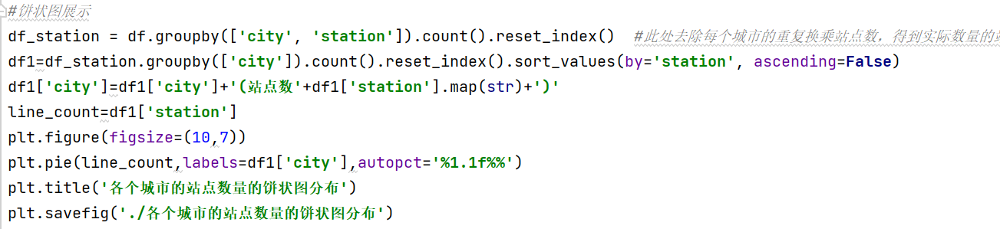 #饼状图展示
df_station = df.groupby(['city', 'station']).count().reset_index()  #此处去除每个城市的重复换乘站点数，得到实际数量的
df1=df_station.groupby(['city']).count().reset_index().sort_values(by='station', ascending=False)
df1['city']=df1['city']+'(站点数'+df1['station'].map(str)+')'
line_count=df1['station']
plt.figure(figsize=(10,7))
plt.pie(line_count,labels=df1['city'],autopct='%1.1f%%')
plt.title('各个城市的站点数量的饼状图分布')
plt.savefig('./各个城市的站点数量的饼状图分布')